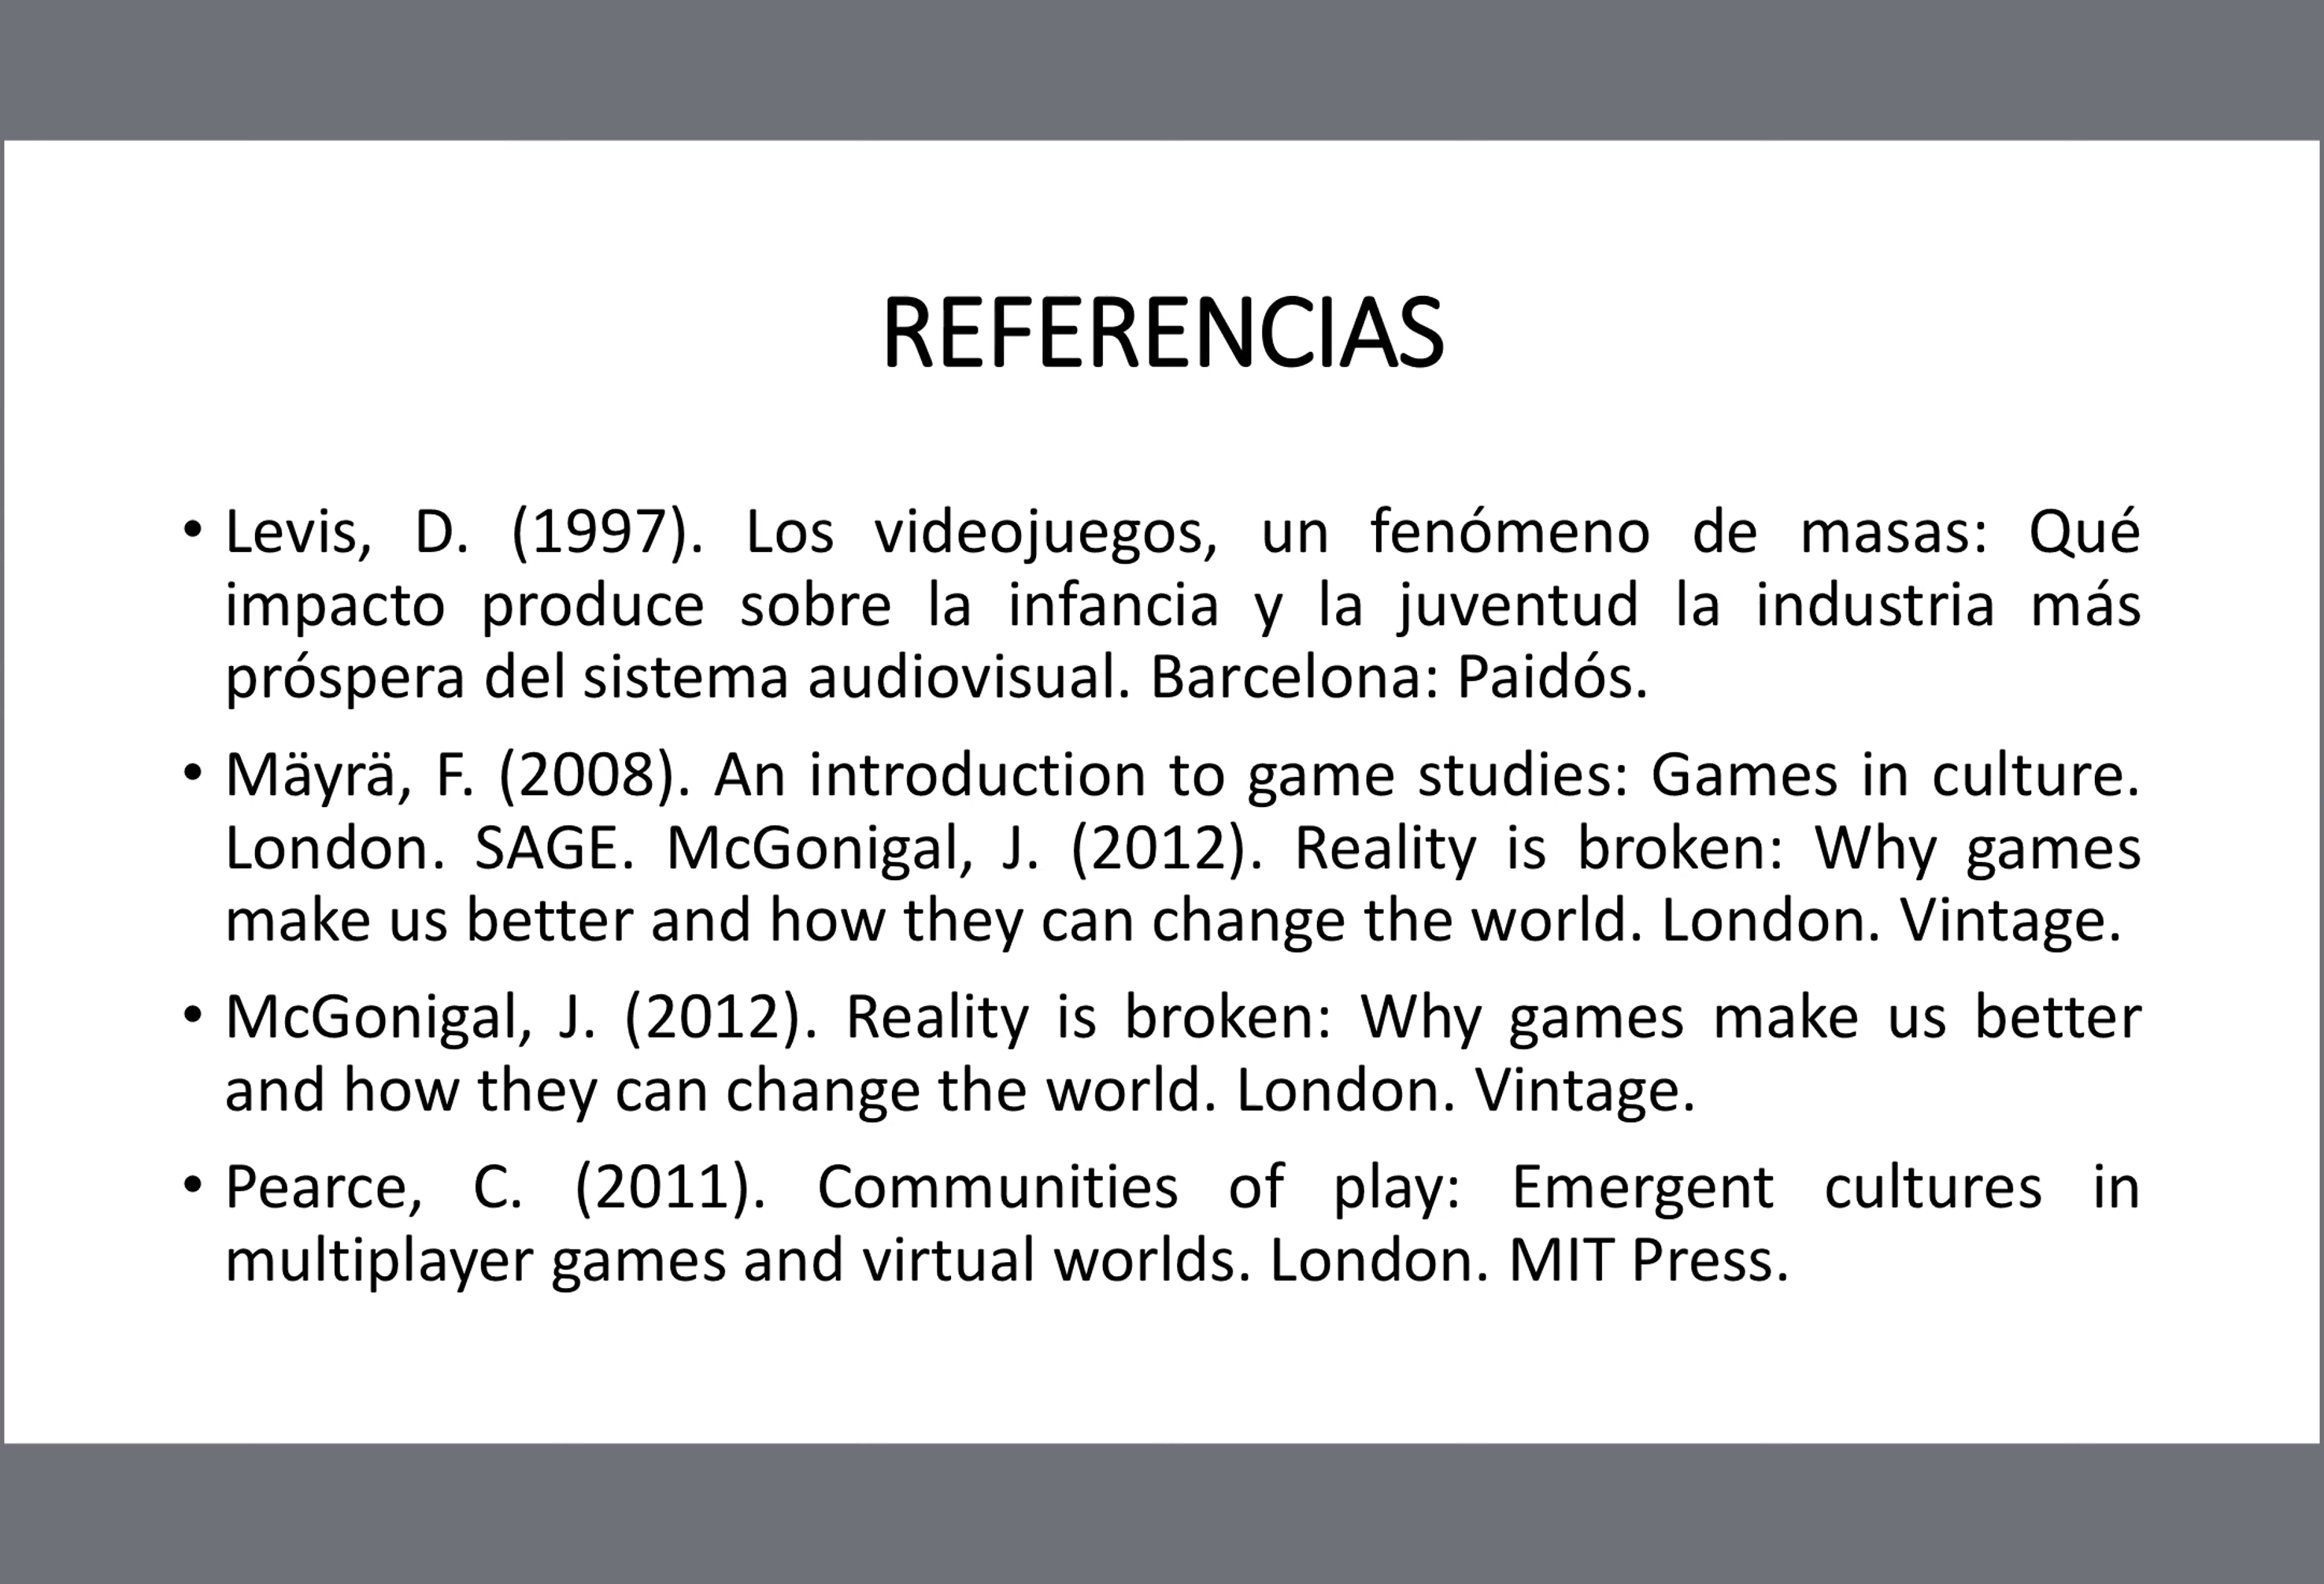 REFERENCIAS
• Levis, D. (1997). Los videojuegos, un fenómeno de masas: Qué
impacto produce sobre la infancia y la juventud la industria más
próspera del sistema audiovisual. Barcelona: Paidós.
• Mäyrä, F. (2008). An introduction to game studies: Games in culture.
London. SAGE. McGonigal, J. (2012). Reality is broken: Why games
make us better and how they can change the world. London. Vintage.
• McGonigal, J. (2012). Reality is broken: Why games make us better
and how they can change the world. London. Vintage.
• Pearce, C. (2011). Communities of play: Emergent cultures in
multiplayer games and virtual worlds. London. MIT Press.